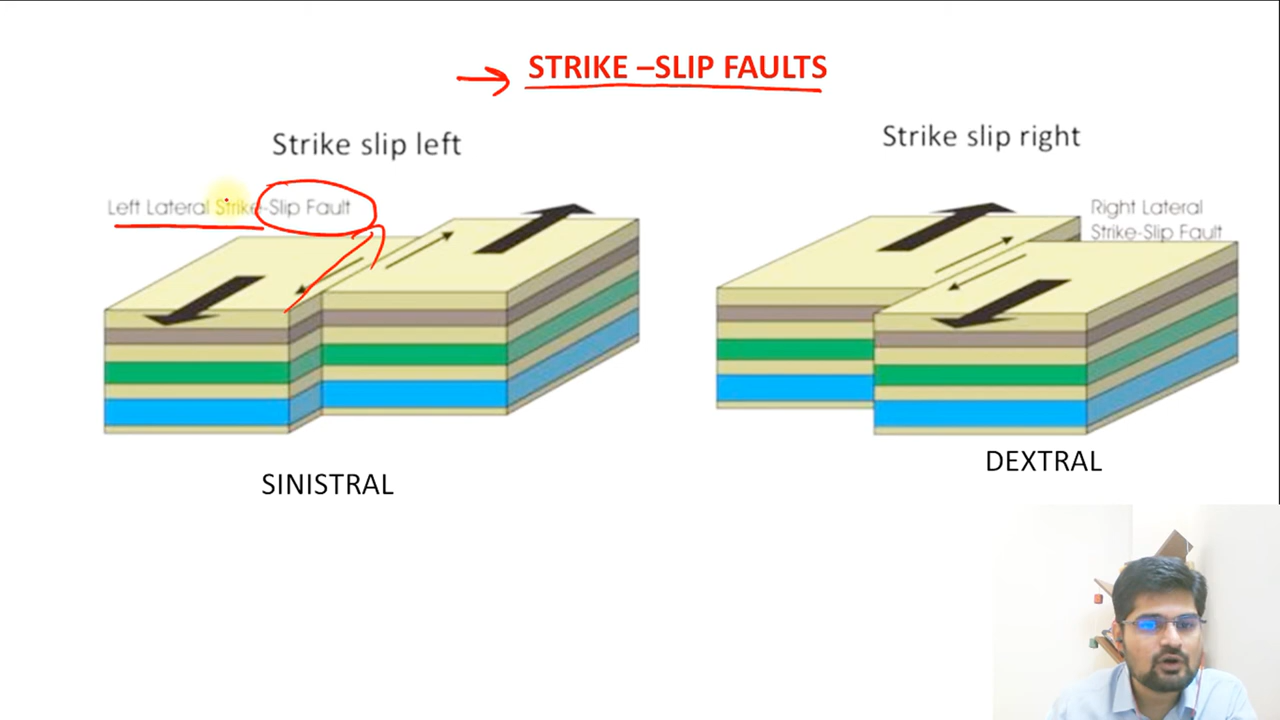 STRIKE –SLIP FAULTS
Strike slip left
Strike slip right
Left Lateral Strike-Slip Fault
Right Lateral
Strike-Slip Fault
SINISTRAL
DEXTRAL